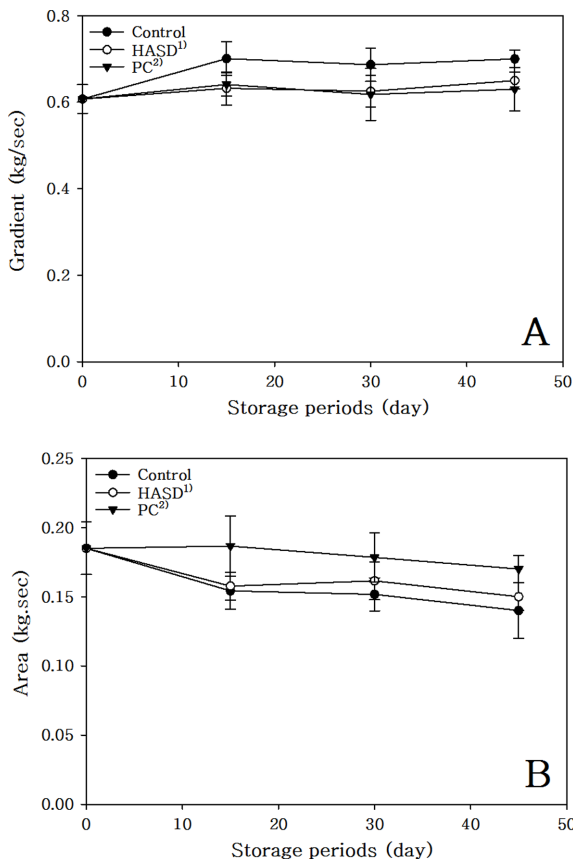 0.8
Control
HASD1)
PC2)
0.6
0.4
0.2
0.0
Gradient (kg/sec)
A
0 10 20 30 40 50
Storage periods (day)
0.25
Control
HASD1)
PC2)
0.20
0.15
0.10
0.05
0.00
Area (kg.sec)
B
0 10 20 30 40 50
Storage periods (day)